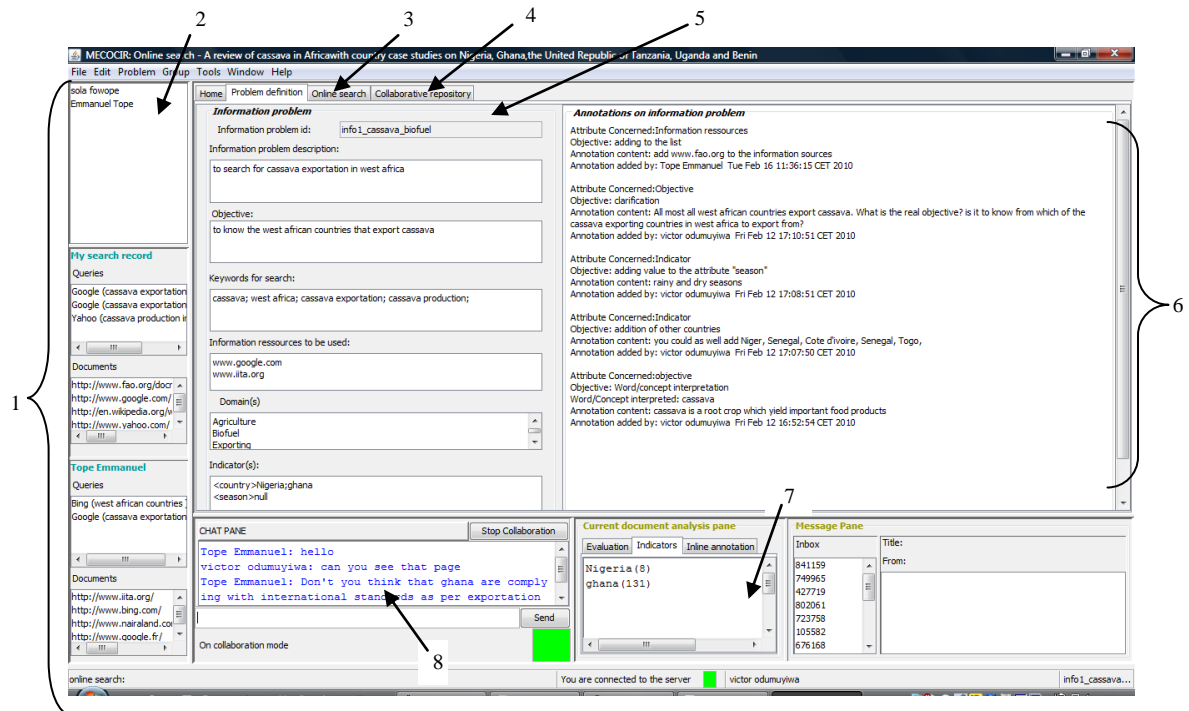 2
3
4
5
MECOCIR: Online search - A review of cassava in Africawith country case studies on Nigeria, Ghana,the United Republic of Tanzania, Uganda and Benin
File Edit Problem Group Tools Window Help
sola fowope
Emmanuel Tope
Home
Problem definition
Online search
Collaborative repository
Information problem
Information problem id:
info1_cassava_biofuel
Information problem description:
to search for cassava exportation in west africa
Objective:
to know the west african countries that export cassava
Keywords for search:
cassava; west africa; cassava exportation; cassava production;
Information ressources to be used:
www.google.com
www.iita.org
Domain(s)
Agriculture
Biofuel
Exporting
Indicator(s):
<country>Nigeria;ghana
<season>null
Annotations on information problem
Attribute Concerned:Information ressources
Objective: adding to the list
Annotation content: add www.fao.org to the information sources
Annotation added by: Tope Emmanuel Tue Feb 16 11:36:15 CET 2010
Attribute Concerned:Objective
Objective: clarification
Annotation content: All most all west african countries export cassava. What is the real objective? is it to know from which of the
cassava exporting countries in west africa to export from?
Annotation added by: victor odumuyiwa Fri Feb 12 17:10:51 CET 2010
Attribute Concerned:Indicator
Objective: adding value to the attribute "season"
Annotation content: rainy and dry seasons
Annotation added by: victor odumuyiwa Fri Feb 12 17:08:51 CET 2010
Attribute Concerned:Indicator
Objective: addition of other countries
Annotation content: you could as well add Niger, Senegal, Cote d'ivoire, Senegal, Togo,
Annotation added by: victor odumuyiwa Fri Feb 12 17:07:50 CET 2010
Attribute Concerned:objective
Objective: Word/concept interpretation
Word/Concept interpreted: cassava
Annotation content: cassava is a root crop which yield important food products
Annotation added by: victor odumuyiwa Fri Feb 12 16:52:54 CET 2010
6
1
My search record
Queries
Google (cassava exportation
Google (cassava exportation
Yahoo (cassava production i
Documents
http://www.fao.org/docr
http://www.google.com/
http://en.wikipedia.org/w
http://www.yahoo.com/
Tope Emmanuel
Queries
Bing (west african countries
Google (cassava exportation
Documents
http://www.iita.org/
http://www.bing.com/
http://www.nairaland.co
http://www.google.fr/
CHAT PANE
Stop Collaboration
Tope Emmanuel: hello
victor odumuyiwa: can you see that page
Tope Emmanuel: Don't you think that ghana are comply
ing with international standards as per exportation
Send
On collaboration mode
8
7
Current document analysis pane
Evaluation
Indicators
Inline annotation
Nigeria(8)
ghana(131)
Message Pane
Inbox
841159
749965
427719
802061
723758
105582
676168
Title:
From:
online search:
You are connected to the server
victor odumuyiwa
info1_cassava...